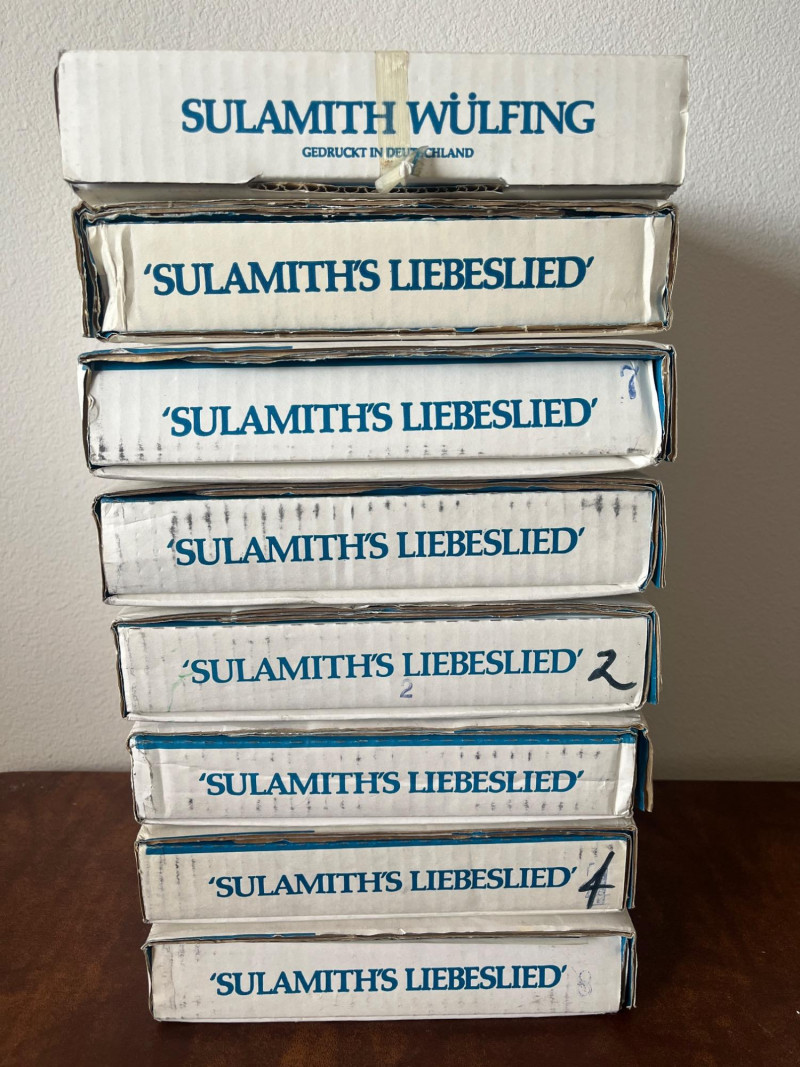 SULAMITH WÜLFING
GEDRUCKT IN DEUTSCHLAND
'SULAMITH'S LIEBESLIED'
7
'SULAMITH'S LIEBESLIED'
'SULAMITH'S LIEBESLIED'
'SULAMITH'S LIEBESLIED' 2
2
'SULAMITH'S LIEBESLIED'
'SULAMITH'S LIEBESLIED' 4
'SULAMITH'S LIEBESLIED'